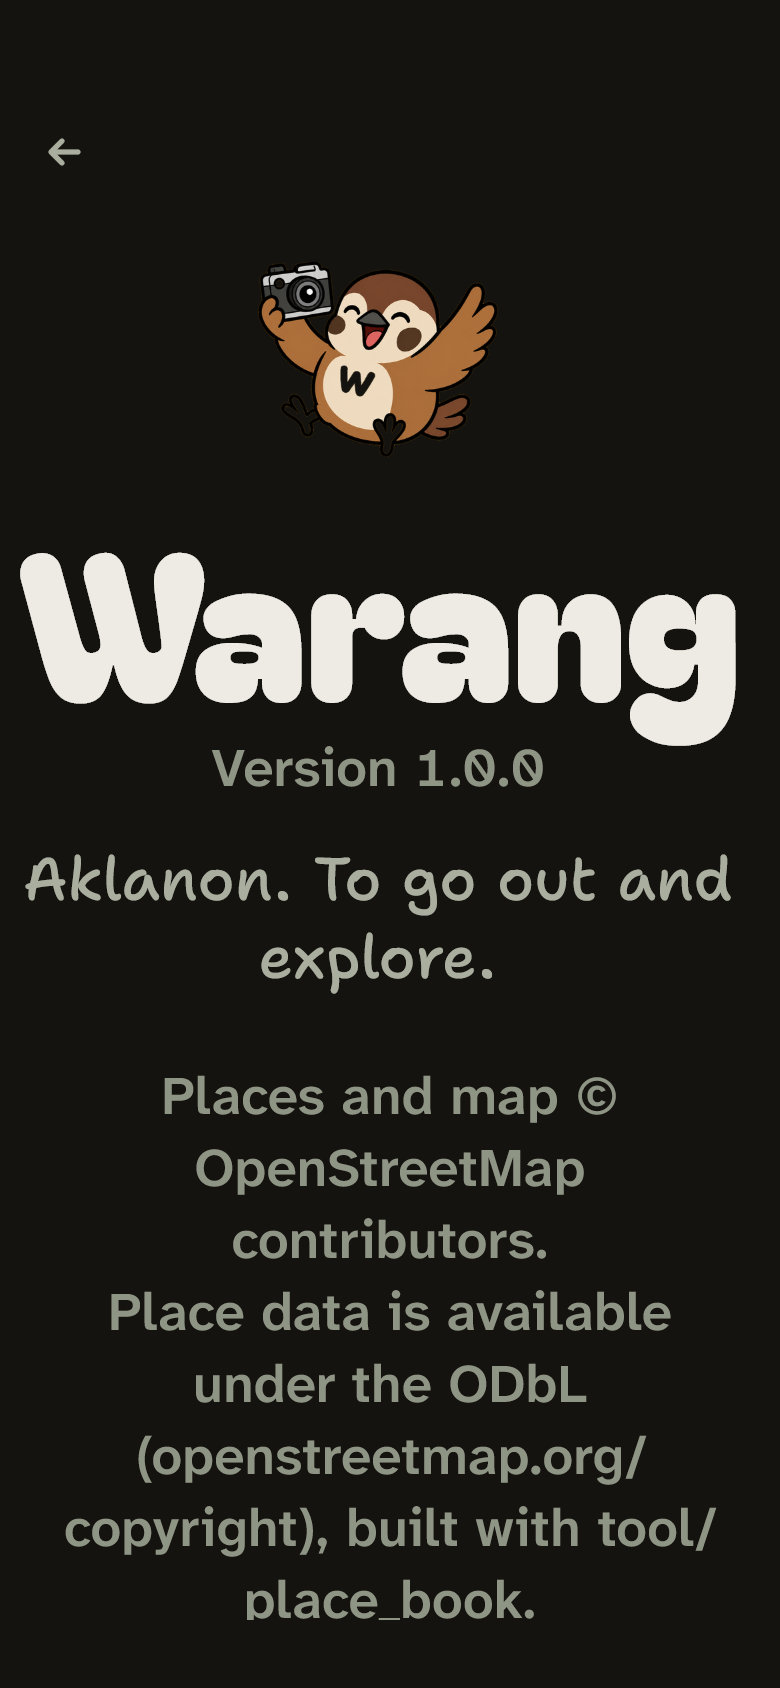 W
Warang
Version 1.0.0
Aklanon. To go out and
explore.
Places and map ©
OpenStreetMap
contributors.
Place data is available
under the ODbL
(openstreetmap.org/
copyright), built with tool/
place_book.